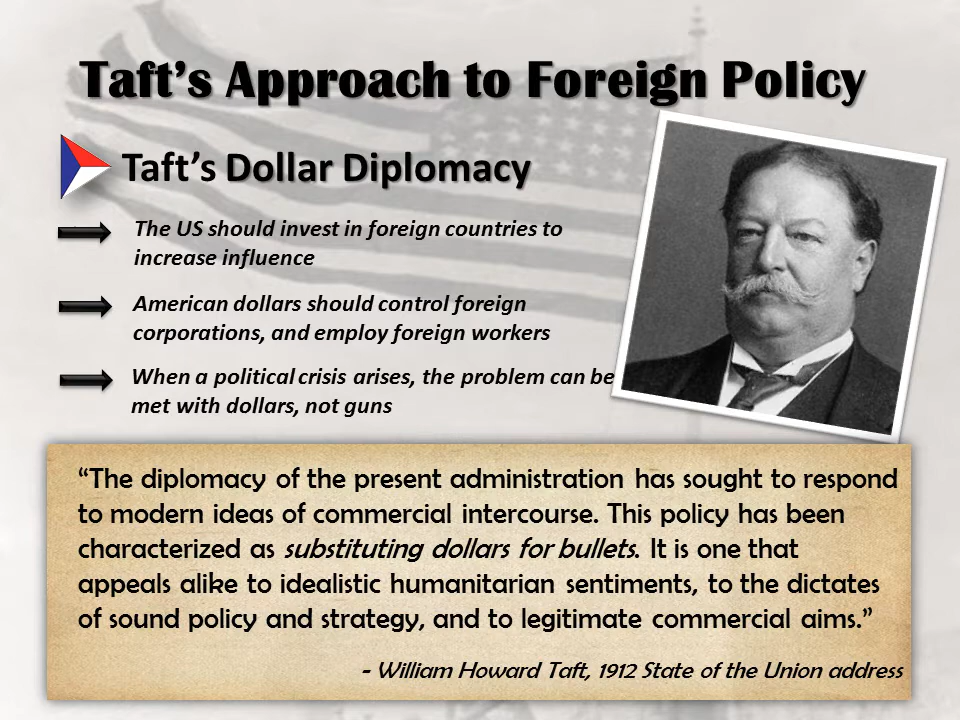 Taft’s Approach to Foreign Policy
Taft’s Dollar Diplomacy
The US should invest in foreign countries to
increase influence
American dollars should control foreign
corporations, and employ foreign workers
When a political crisis arises, the problem can be
met with dollars, not guns
“The diplomacy of the present administration has sought to respond
to modern ideas of commercial intercourse. This policy has been
characterized as substituting dollars for bullets. It is one that
appeals alike to idealistic humanitarian sentiments, to the dictates
of sound policy and strategy, and to legitimate commercial aims.”
- William Howard Taft, 1912 State of the Union address